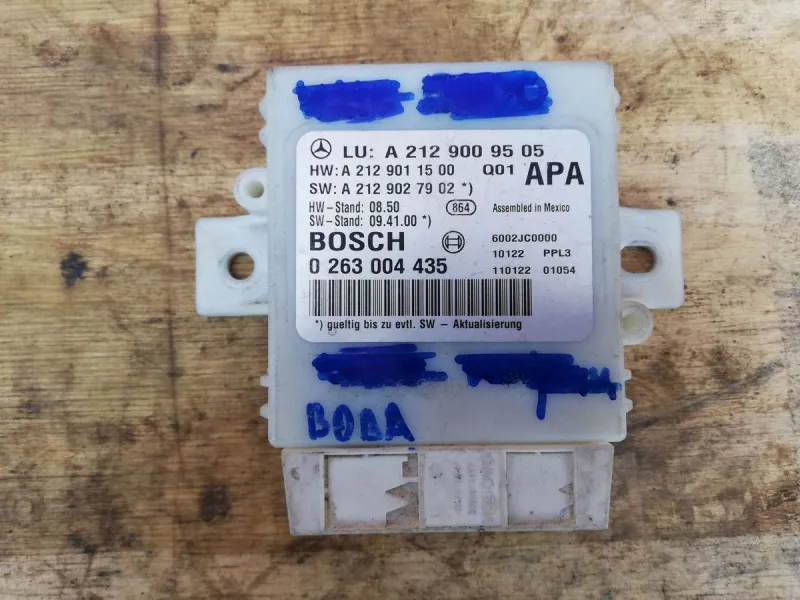 LU: A 212 900 95 05
HW: A 212 901 15 00 Q01 APA
SW: A 212 902 79 02 *)
HW-Stand: 08.50 864 Assembled in Mexico
SW-Stand: 09.41.00 *)
BOSCH 6002JC0000
0 263 004 435 10122 PPL3
110122 01054
*) gueltig bis zu evtl. SW - Aktualisierung
BOBA